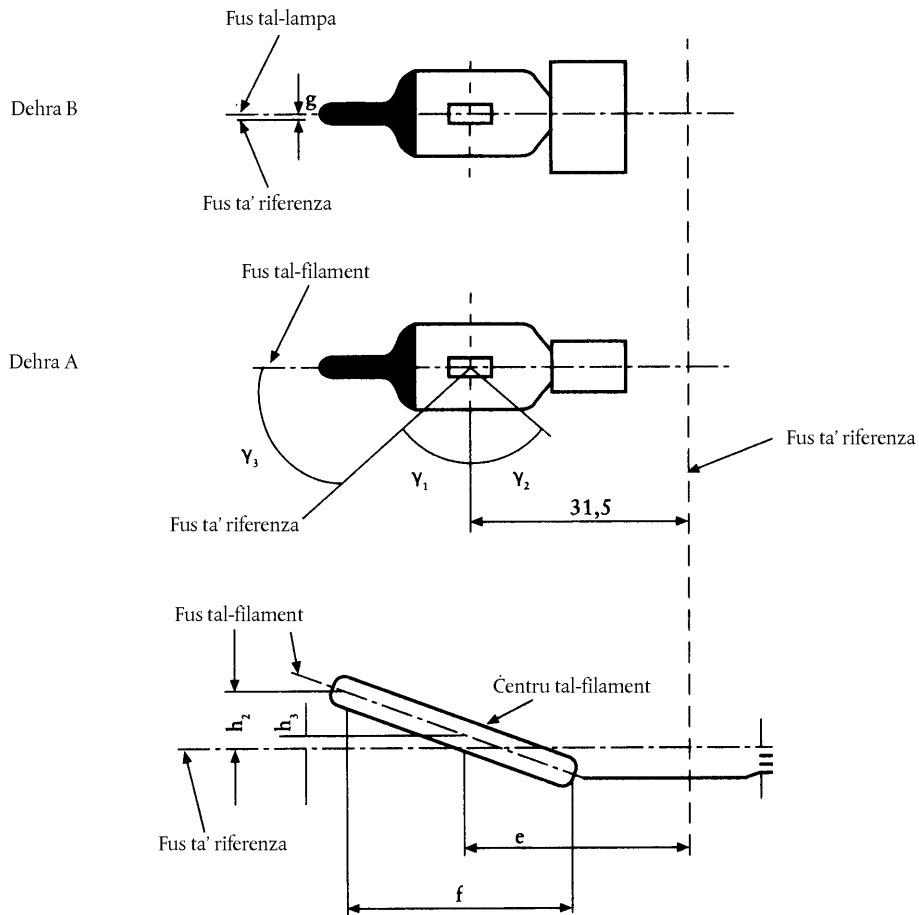 Fus tal-lampa
g
Dehra B
Fus ta' riferenza
Fus tal-filament
Dehra A
Fus ta' riferenza
γ3
γ1
γ2
Fus ta' riferenza
31,5
Fus tal-filament
Ċentru tal-filament
h2
h3
Fus ta' riferenza
e
f